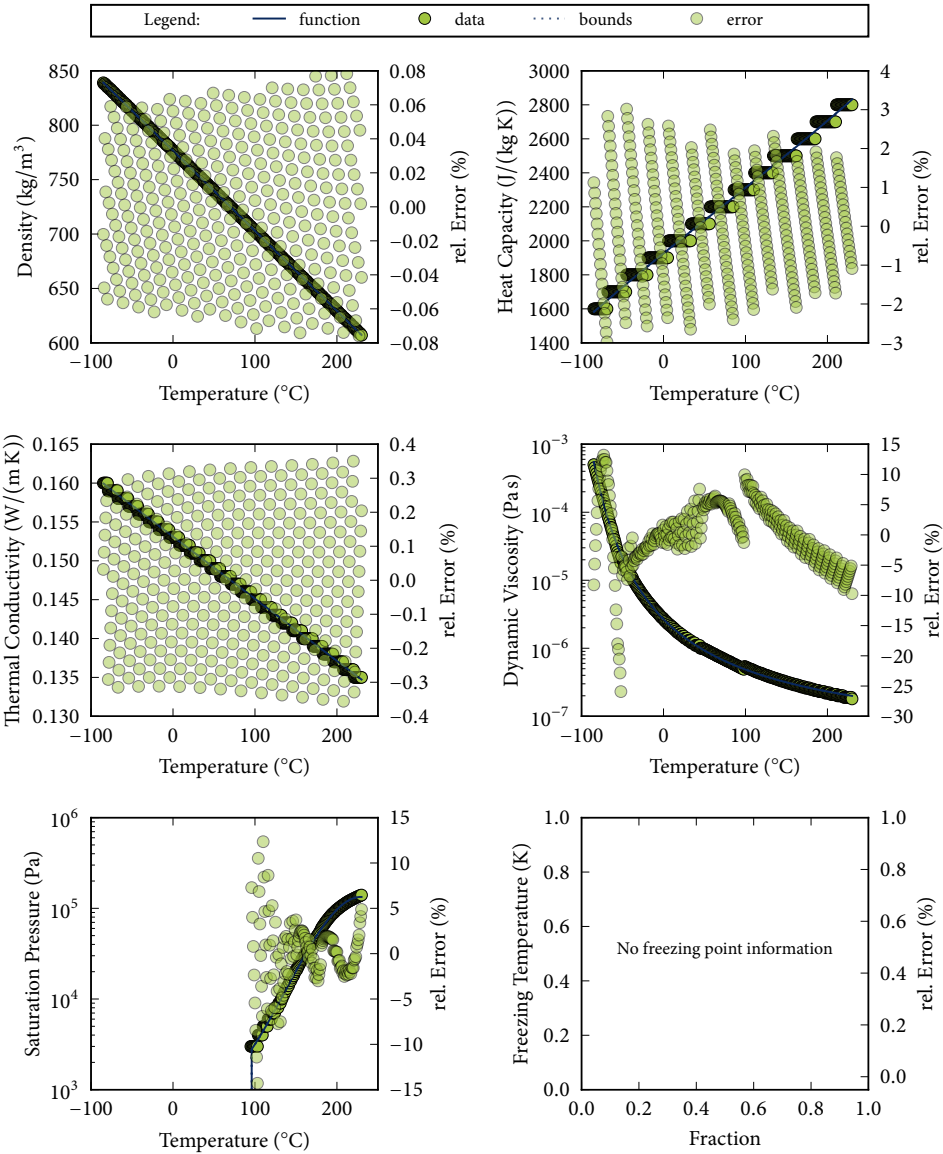 Legend: function data bounds error
850 0.08 3000 4
800 0.06 2800 3
750 0.04 2600 2
700 0.02 2400 1
650 0.00 2200 0
600 −0.02 2000 −1
−0.04 1800 −2
−0.06 1600 −3
−0.08 1400
Density (kg/m³)
rel. Error (%)
Heat Capacity (J/(kg K))
rel. Error (%)
−100 0 100 200 −100 0 100 200
Temperature (°C) Temperature (°C)
0.165 0.4 10⁻³ 15
0.160 0.3 10⁻⁴ 10
0.155 0.2 10⁻⁵ 5
0.150 0.1 10⁻⁶ 0
0.145 0.0 10⁻⁷ −5
0.140 −0.1 −10
0.135 −0.2 −15
0.130 −0.3 −20
−0.4 −25
−30
Thermal Conductivity (W/(m K))
rel. Error (%)
Dynamic Viscosity (Pa s)
rel. Error (%)
−100 0 100 200 −100 0 100 200
Temperature (°C) Temperature (°C)
10⁶ 15 1.0 1.0
10⁵ 10 0.8 0.8
10⁴ 5 0.6 0.6
10³ 0 0.4 0.4
−5 0.2 0.2
−10 0.0 0.0
−15
Saturation Pressure (Pa)
rel. Error (%)
Freezing Temperature (K)
No freezing point information
rel. Error (%)
−100 0 100 200 0.0 0.2 0.4 0.6 0.8 1.0
Temperature (°C) Fraction